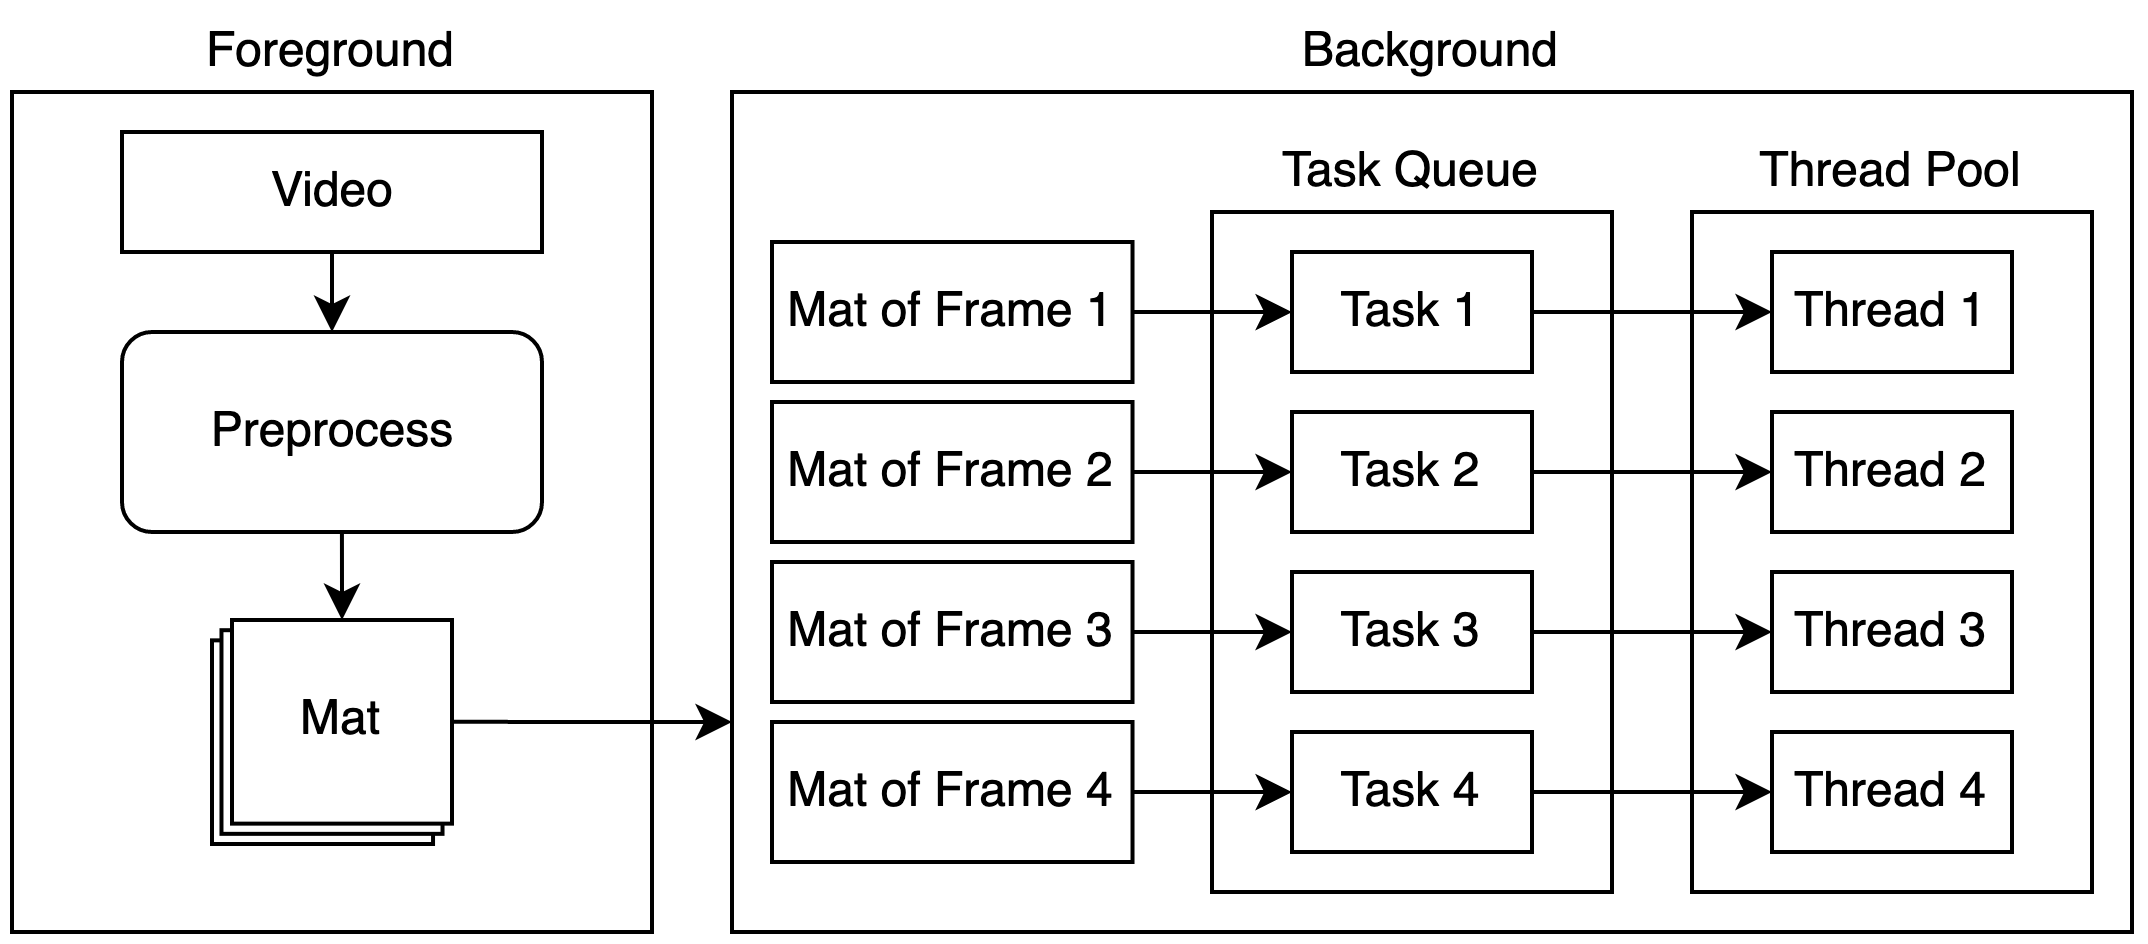 Foreground
Video
Preprocess
Mat
Background
Task Queue
Thread Pool
Mat of Frame 1
Task 1
Thread 1
Mat of Frame 2
Task 2
Thread 2
Mat of Frame 3
Task 3
Thread 3
Mat of Frame 4
Task 4
Thread 4